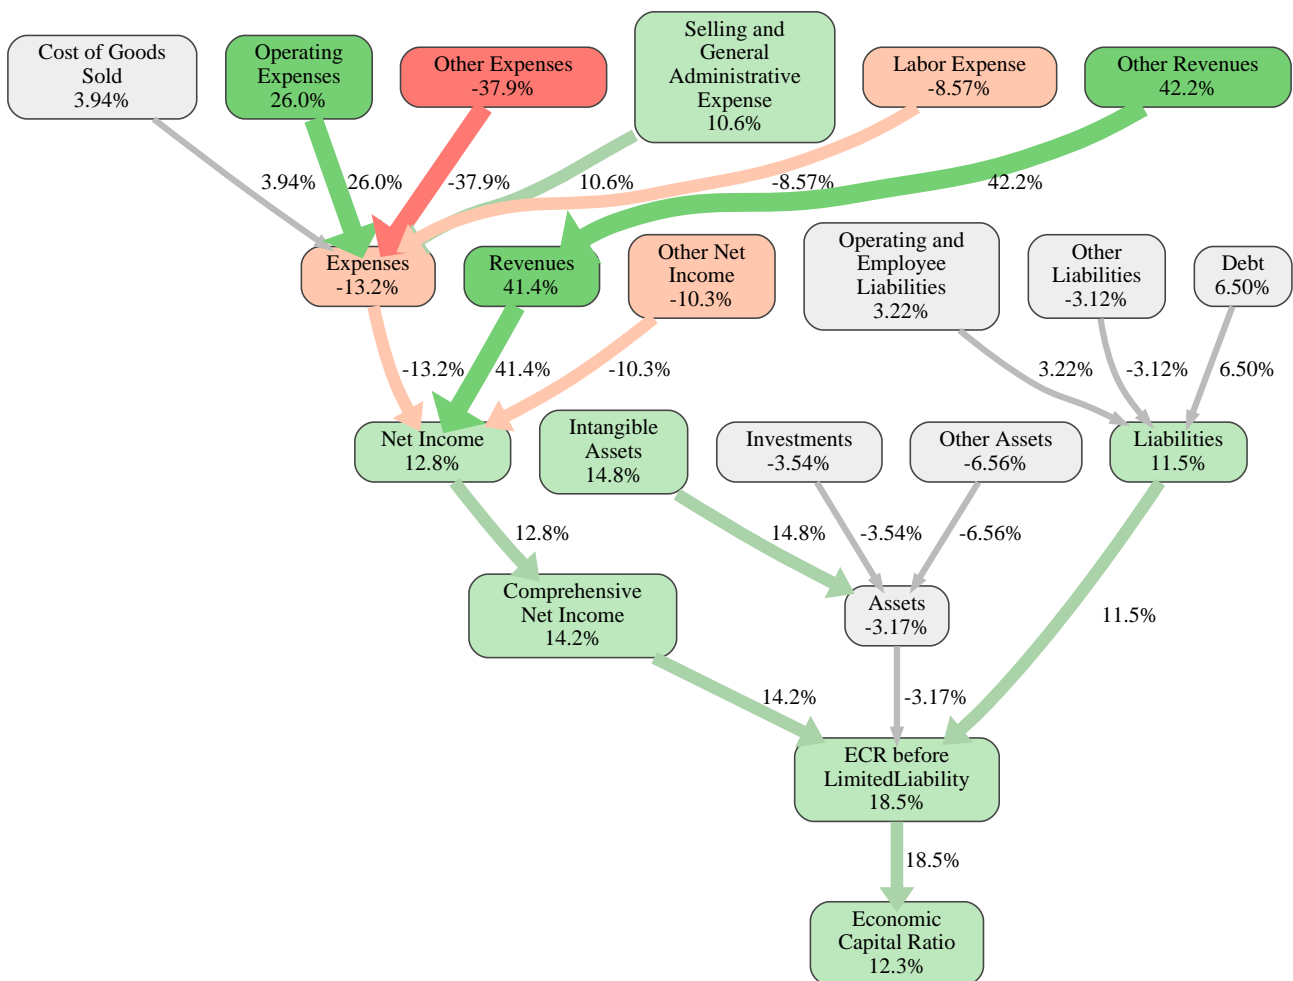 Cost of Goods
Sold
3.94%
Operating
Expenses
26.0%
Other Expenses
-37.9%
Selling and
General
Administrative
Expense
10.6%
Labor Expense
-8.57%
Other Revenues
42.2%
3.94%
26.0%
-37.9%
10.6%
-8.57%
42.2%
Expenses
-13.2%
Revenues
41.4%
Other Net
Income
-10.3%
Operating and
Employee
Liabilities
3.22%
Other
Liabilities
-3.12%
Debt
6.50%
-13.2%
41.4%
-10.3%
3.22%
-3.12%
6.50%
Net Income
12.8%
Intangible
Assets
14.8%
Investments
-3.54%
Other Assets
-6.56%
Liabilities
11.5%
12.8%
14.8%
-3.54%
-6.56%
11.5%
Comprehensive
Net Income
14.2%
Assets
-3.17%
14.2%
-3.17%
ECR before
LimitedLiability
18.5%
18.5%
Economic
Capital Ratio
12.3%